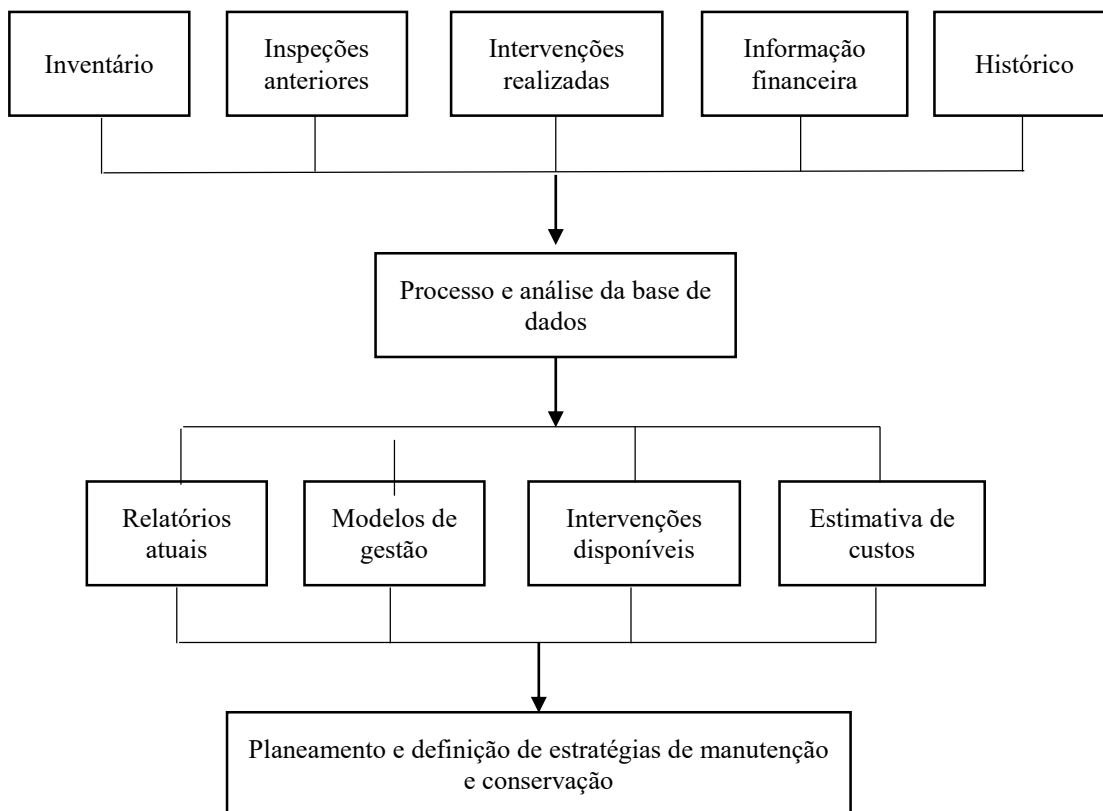 Inventário
Inspeções
anteriores
Intervenções
realizadas
Informação
financeira
Histórico
Processo e análise da base de
dados
Relatórios
atuais
Modelos de
gestão
Intervenções
disponíveis
Estimativa de
custos
Planeamento e definição de estratégias de manutenção
e conservação